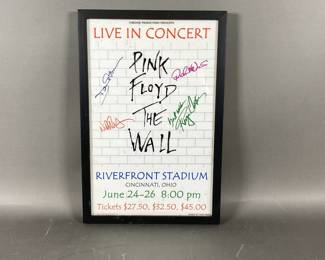 LIVE IN CONCERT
PINK
FLOYD
THE
WALL
RIVERFRONT STADIUM
CINCINNATI, OHIO
June 24-26 8:00 pm
Tickets $27.50, $32.50, $45.00